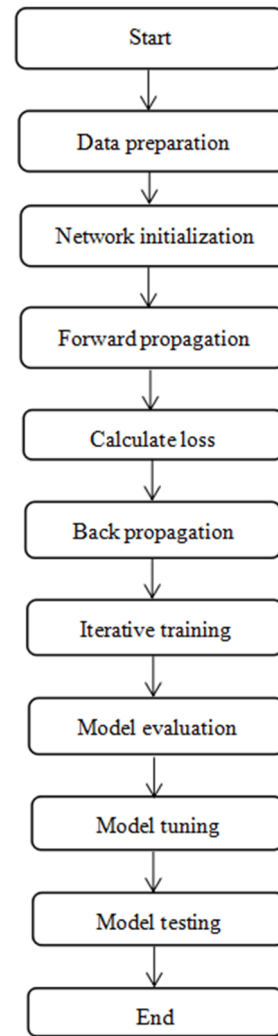 Start
Data preparation
Network initialization
Forward propagation
Calculate loss
Back propagation
Iterative training
Model evaluation
Model tuning
Model testing
End